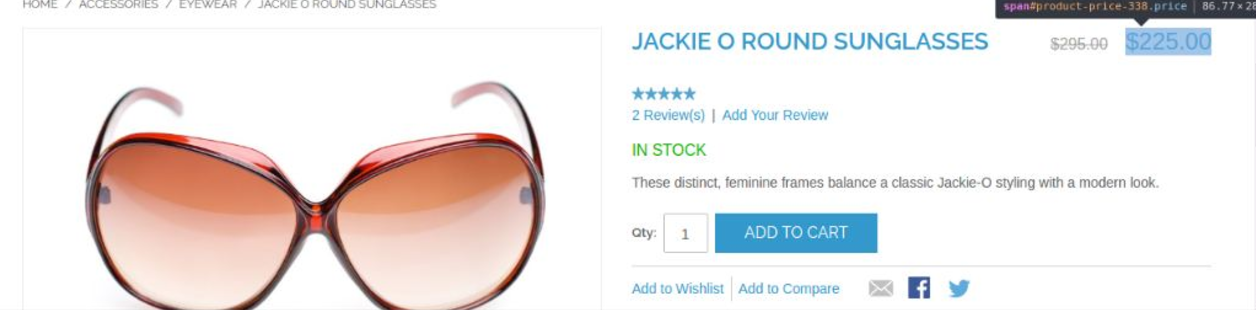 HOME / ACCESSORIES / EYEWEAR / JACKIE O ROUND SUNGLASSES
span#product-price-338.price | 86.77×28
JACKIE O ROUND SUNGLASSES $295.00 $225.00
2 Review(s) | Add Your Review
IN STOCK
These distinct, feminine frames balance a classic Jackie-O styling with a modern look.
Qty: 1 ADD TO CART
Add to Wishlist | Add to Compare